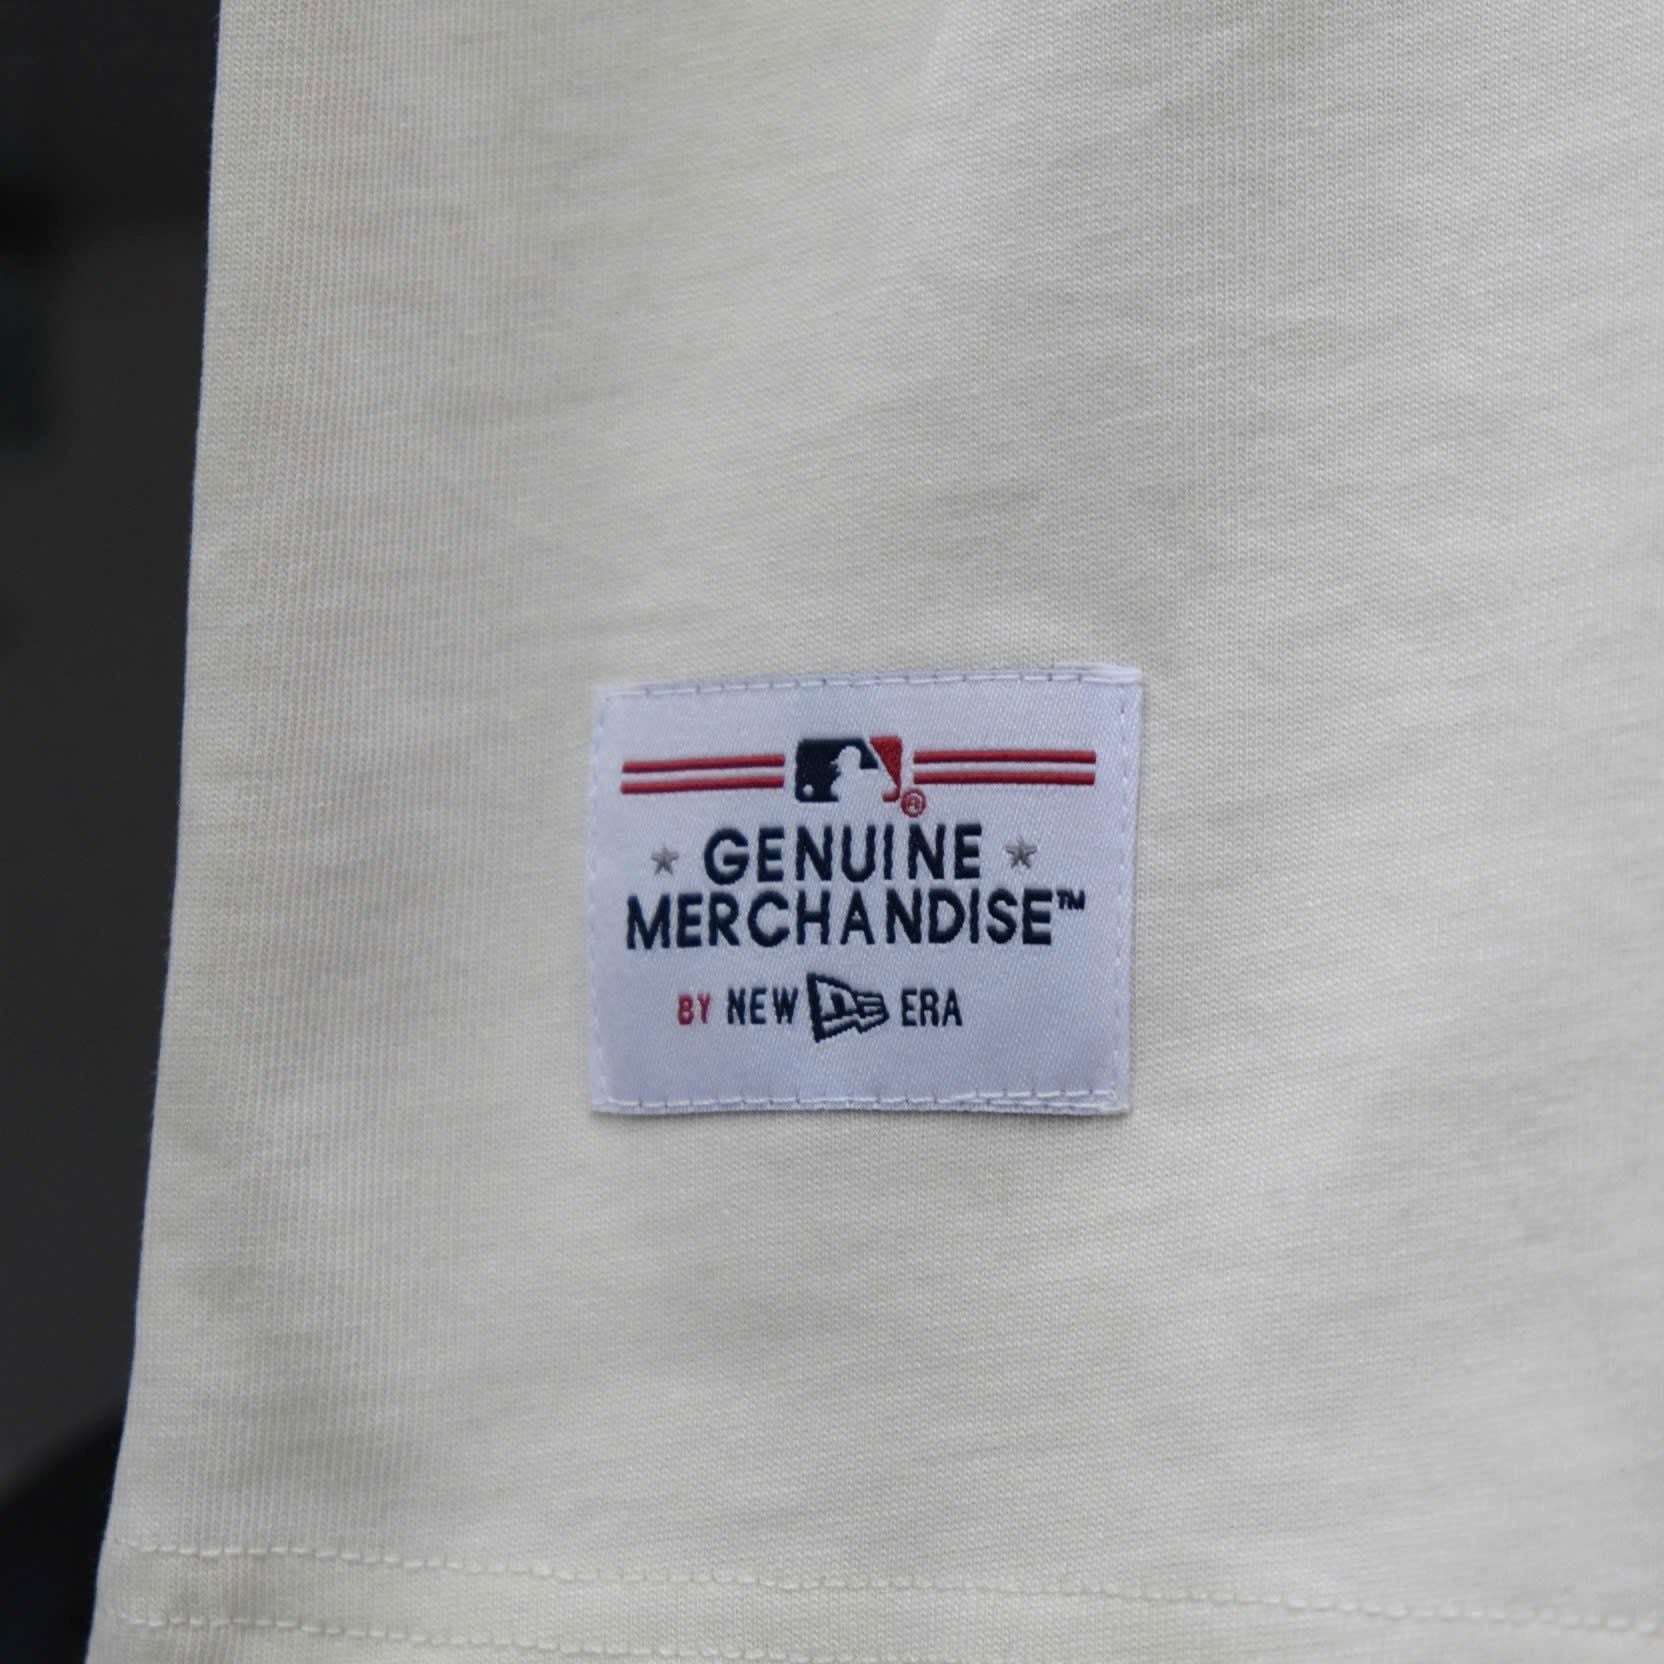 ®
GENUINE
MERCHANDISE™
BY NEW ERA